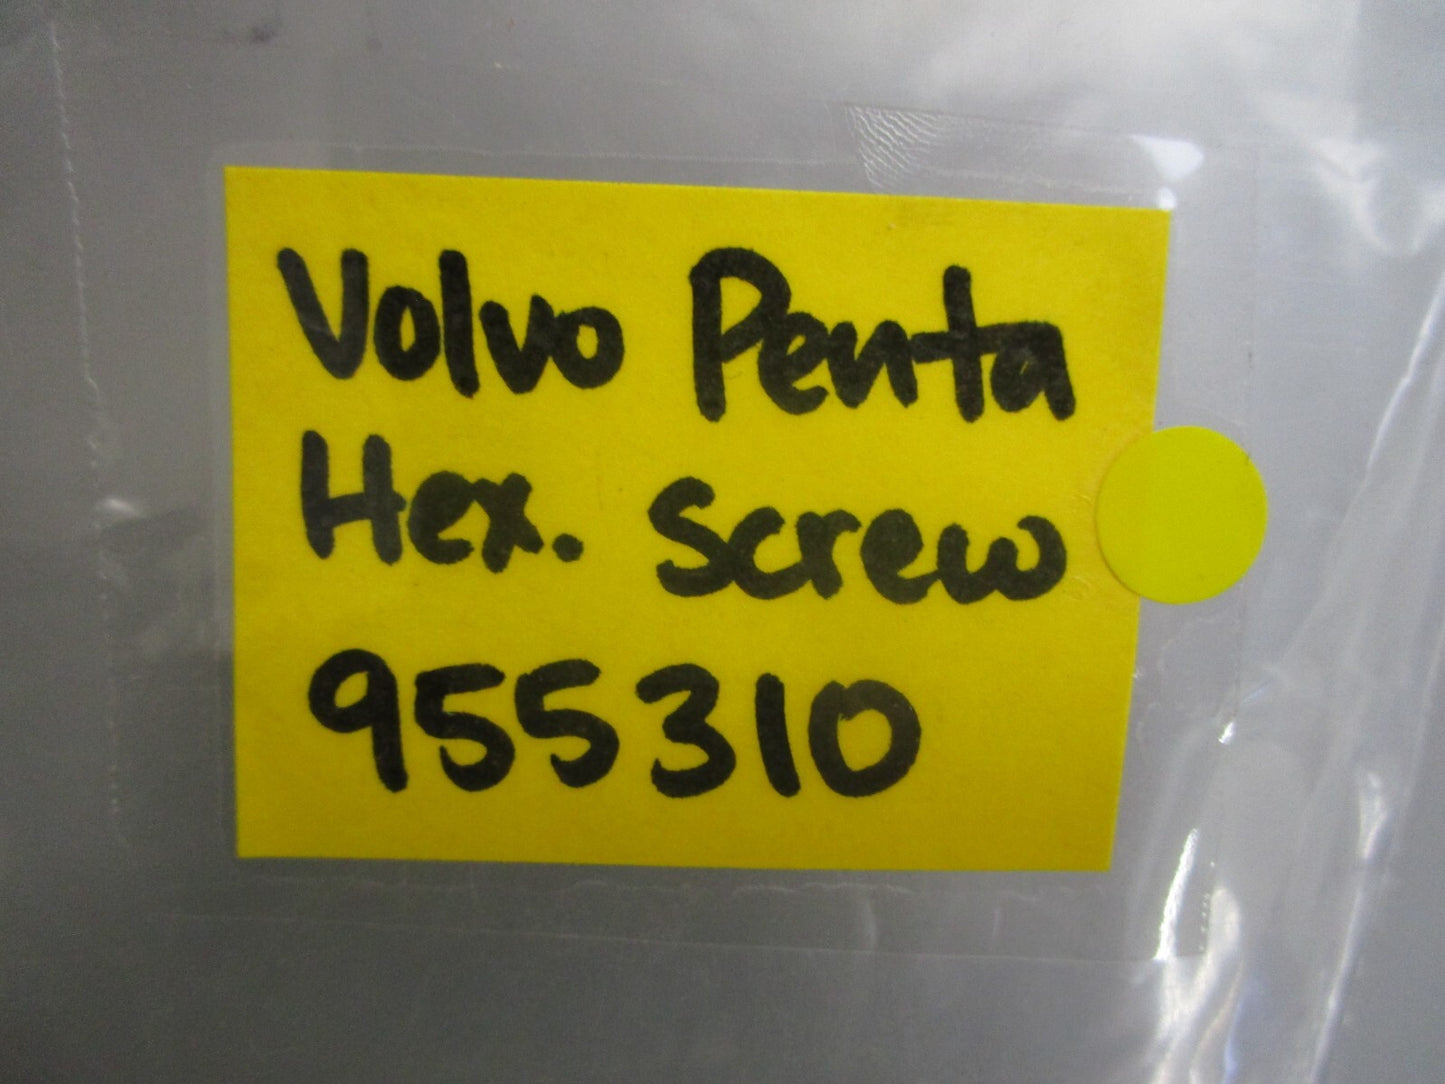 Volvo Penta
Hex. Screw
955310